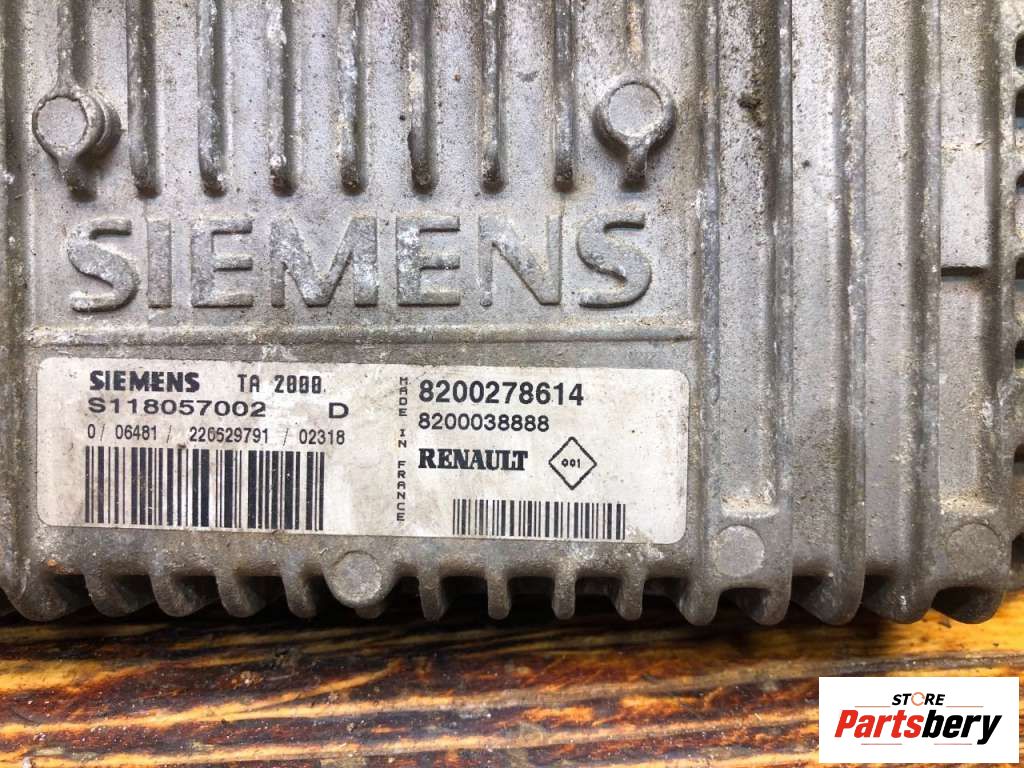 SIEMENS
SIEMENS TA 2000
S118057002 D
0/ 06481/ 226529791 / 02318
MADE IN FRANCE
8200278614
8200038888
RENAULT 001
STORE
Partsbery